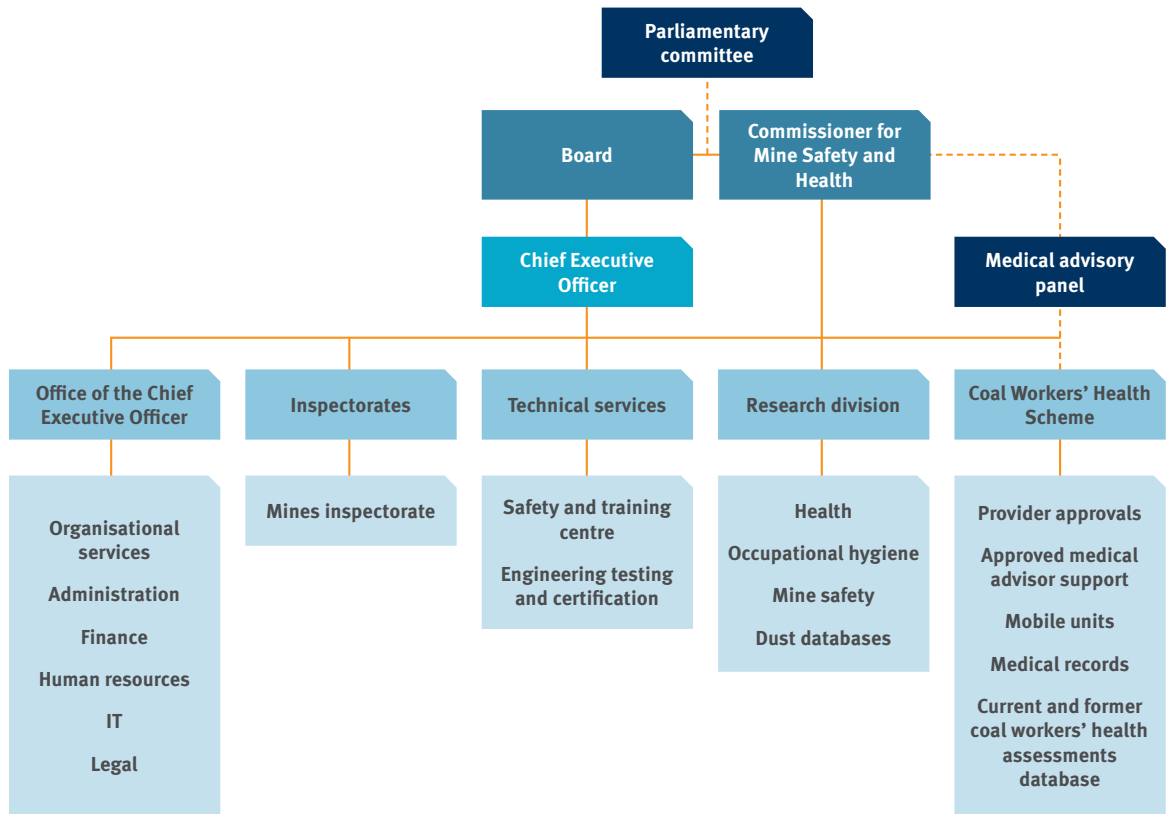 Parliamentary
committee
Board
Commissioner for
Mine Safety and
Health
Chief Executive
Officer
Medical advisory
panel
Office of the Chief
Executive Officer
Inspectorates
Technical services
Research division
Coal Workers’ Health
Scheme
Organisational
services
Administration
Finance
Human resources
IT
Legal
Mines inspectorate
Safety and training
centre
Engineering testing
and certification
Health
Occupational hygiene
Mine safety
Dust databases
Provider approvals
Approved medical
advisor support
Mobile units
Medical records
Current and former
coal workers’ health
assessments
database